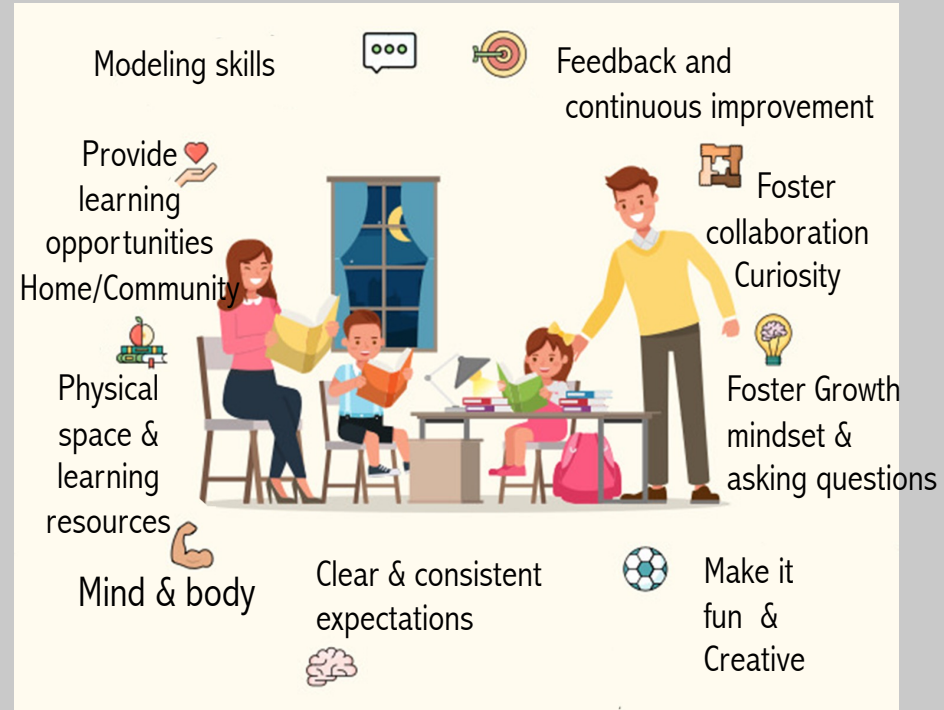 Modeling skills
Feedback and
continuous improvement
Provide
learning
opportunities
Home/Community
Foster
collaboration
Curiosity
Physical
space &
learning
resources
Foster Growth
mindset &
asking questions
Mind & body
Clear & consistent
expectations
Make it
fun &
Creative